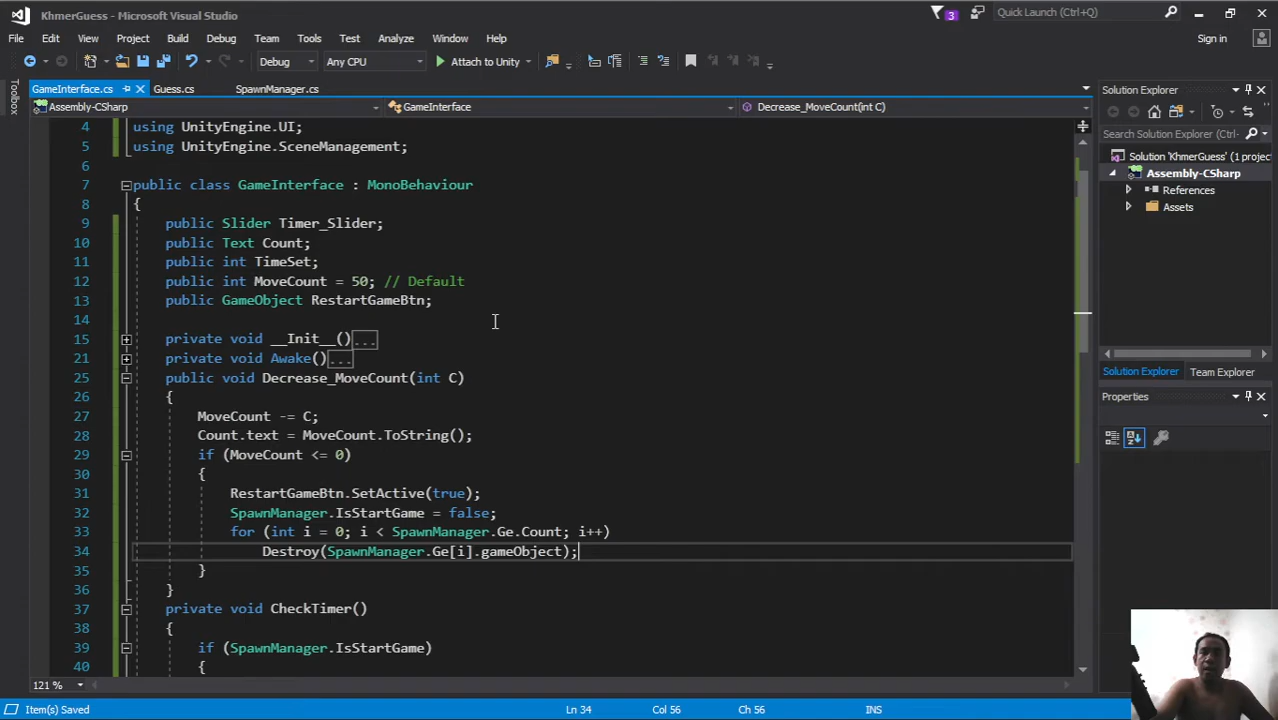 KhmerGuess - Microsoft Visual Studio
3
Quick Launch (Ctrl+Q)
File Edit View Project Build Debug Team Tools Test Analyze Window Help
Sign in
Debug Any CPU Attach to Unity
Toolbox
GameInterface.cs Guess.cs SpawnManager.cs
Assembly-CSharp GameInterface Decrease_MoveCount(int C)
4 using UnityEngine.UI;
5 using UnityEngine.SceneManagement;
6
7 public class GameInterface : MonoBehaviour
8 {
9 public Slider Timer_Slider;
10 public Text Count;
11 public int TimeSet;
12 public int MoveCount = 50; // Default
13 public GameObject RestartGameBtn;
14
15 private void __Init__()...
21 private void Awake()...
25 public void Decrease_MoveCount(int C)
26 {
27 MoveCount -= C;
28 Count.text = MoveCount.ToString();
29 if (MoveCount <= 0)
30 {
31 RestartGameBtn.SetActive(true);
32 SpawnManager.IsStartGame = false;
33 for (int i = 0; i < SpawnManager.Ge.Count; i++)
34 Destroy(SpawnManager.Ge[i].gameObject);
35 }
36 }
37 private void CheckTimer()
38 {
39 if (SpawnManager.IsStartGame)
40 {
121 %
Solution Explorer
Search Solution Explorer (Ctrl+
Solution 'KhmerGuess' (1 project
Assembly-CSharp
References
Assets
Solution Explorer Team Explorer
Properties
Item(s) Saved Ln 34 Col 56 Ch 56 INS